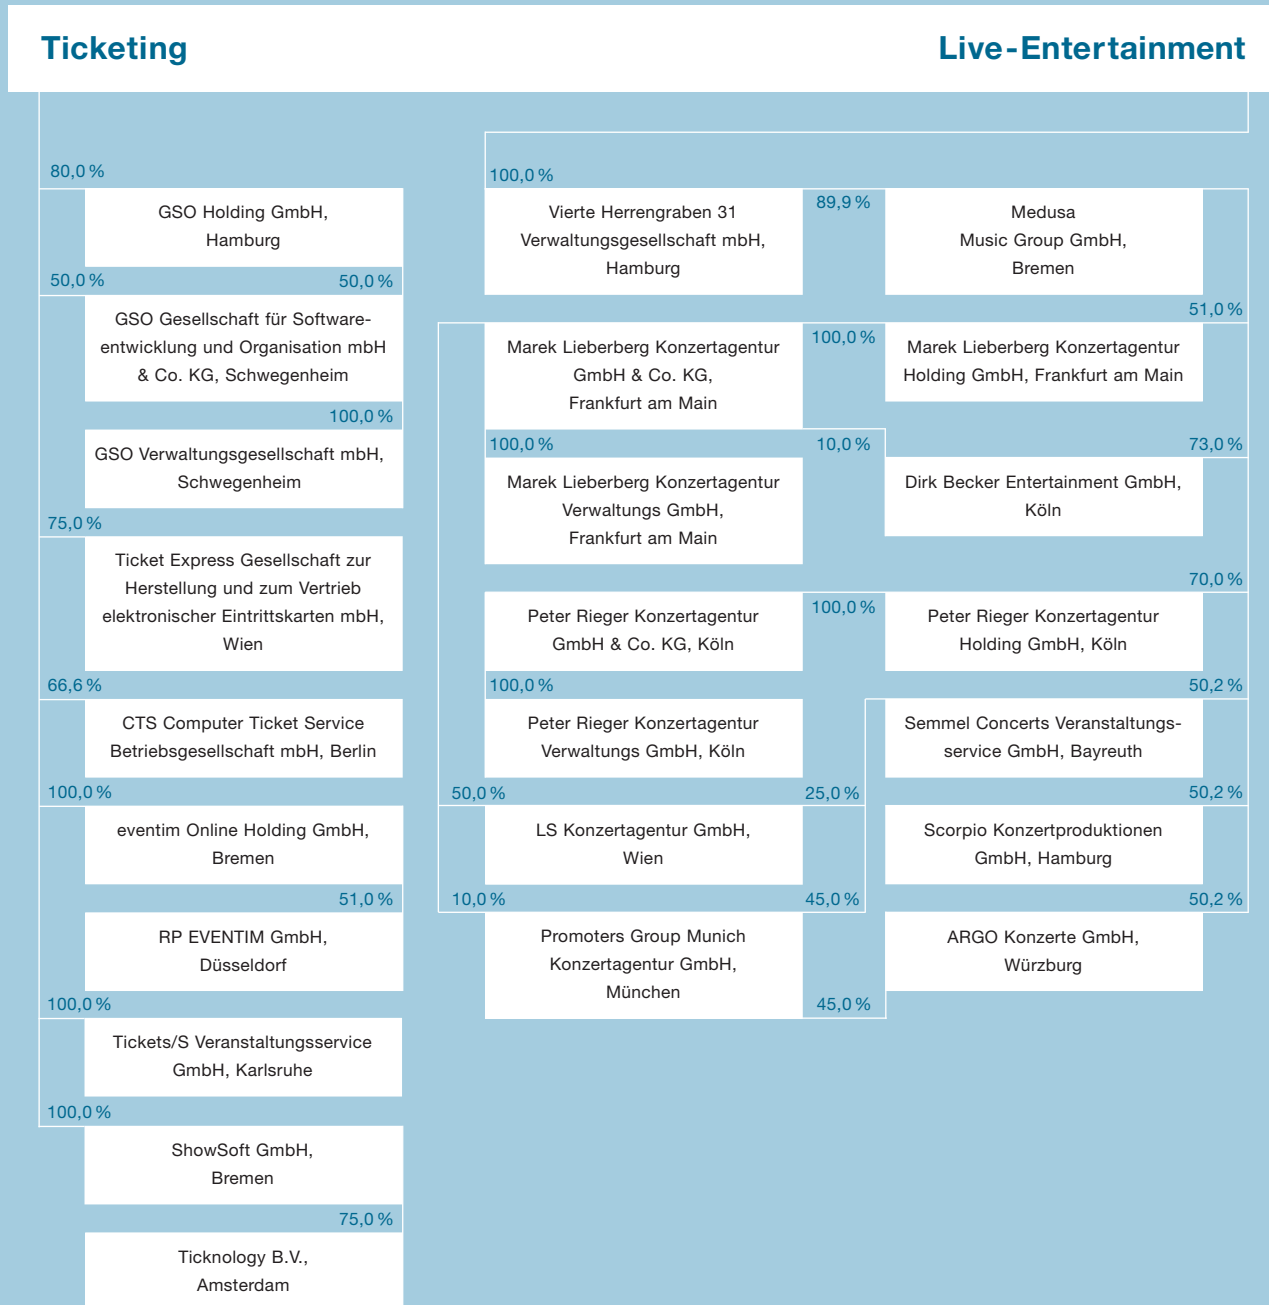 Ticketing
Live-Entertainment
80,0 %
GSO Holding GmbH,
Hamburg
50,0 %
50,0 %
GSO Gesellschaft für Software-
entwicklung und Organisation mbH
& Co. KG, Schwegenheim
100,0 %
GSO Verwaltungsgesellschaft mbH,
Schwegenheim
75,0 %
Ticket Express Gesellschaft zur
Herstellung und zum Vertrieb
elektronischer Eintrittskarten mbH,
Wien
66,6 %
CTS Computer Ticket Service
Betriebsgesellschaft mbH, Berlin
100,0 %
eventim Online Holding GmbH,
Bremen
51,0 %
RP EVENTIM GmbH,
Düsseldorf
100,0 %
Tickets/S Veranstaltungsservice
GmbH, Karlsruhe
100,0 %
ShowSoft GmbH,
Bremen
75,0 %
Ticknology B.V.,
Amsterdam
100,0 %
Vierte Herrengraben 31
Verwaltungsgesellschaft mbH,
Hamburg
89,9 %
Medusa
Music Group GmbH,
Bremen
51,0 %
Marek Lieberberg Konzertagentur
GmbH & Co. KG,
Frankfurt am Main
100,0 %
Marek Lieberberg Konzertagentur
Holding GmbH, Frankfurt am Main
100,0 %
10,0 %
73,0 %
Marek Lieberberg Konzertagentur
Verwaltungs GmbH,
Frankfurt am Main
Dirk Becker Entertainment GmbH,
Köln
70,0 %
Peter Rieger Konzertagentur
GmbH & Co. KG, Köln
100,0 %
Peter Rieger Konzertagentur
Holding GmbH, Köln
100,0 %
50,2 %
Peter Rieger Konzertagentur
Verwaltungs GmbH, Köln
Semmel Concerts Veranstaltungs-
service GmbH, Bayreuth
50,0 %
25,0 %
50,2 %
LS Konzertagentur GmbH,
Wien
Scorpio Konzertproduktionen
GmbH, Hamburg
10,0 %
45,0 %
50,2 %
Promoters Group Munich
Konzertagentur GmbH,
München
ARGO Konzerte GmbH,
Würzburg
45,0 %